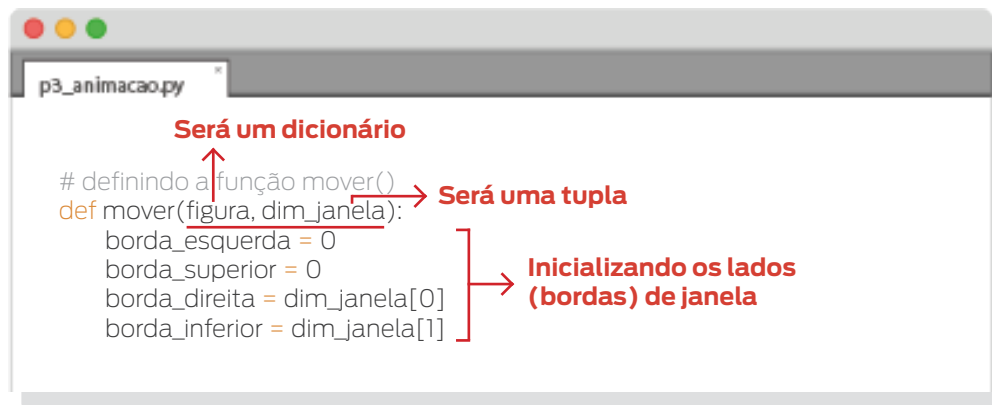 p3_animacao.py
Será um dicionário
# definindo a função mover()
def mover(figura, dim_janela):
Será uma tupla
borda_esquerda = 0
borda_superior = 0
borda_direita = dim_janela[0]
borda_inferior = dim_janela[1]
Inicializando os lados
(bordas) de janela